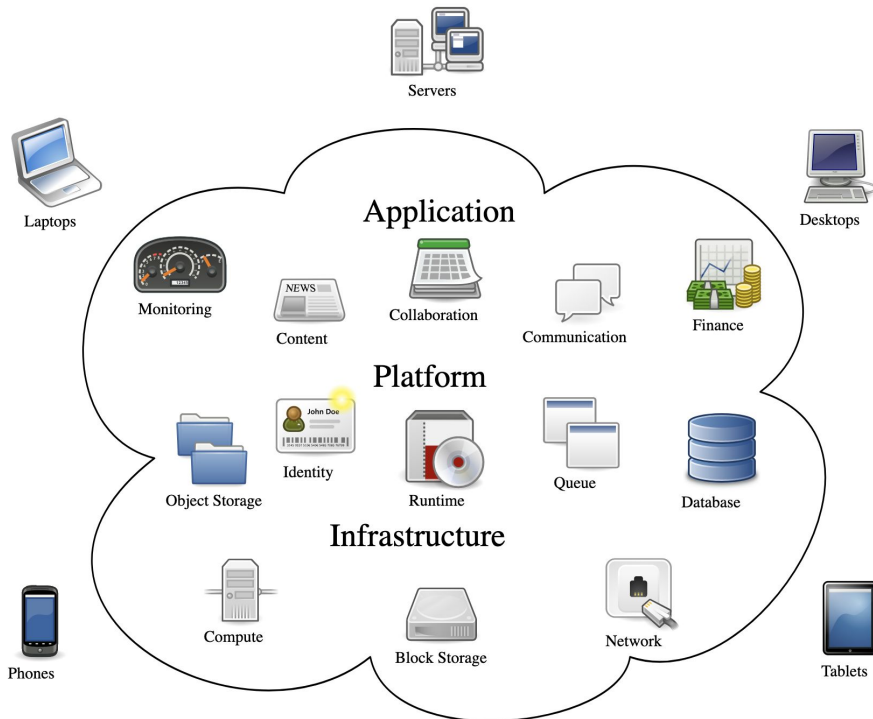 Servers
Laptops
Desktops
Application
Monitoring
NEWS
Content
Collaboration
Communication
Finance
Platform
John Doe
Object Storage
Identity
Runtime
Queue
Database
Infrastructure
Compute
Block Storage
Network
Phones
Tablets